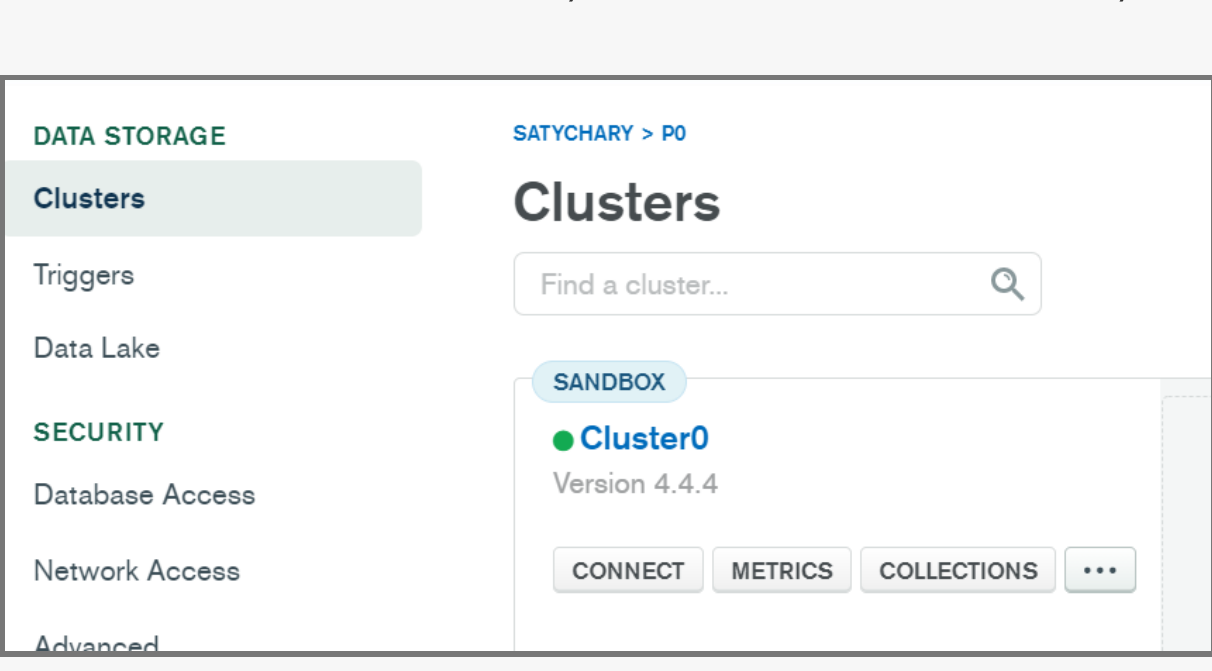 DATA STORAGE
Clusters
Triggers
Data Lake
SECURITY
Database Access
Network Access
Advanced
SATYCHARY > P0
Clusters
Find a cluster...
SANDBOX
Cluster0
Version 4.4.4
CONNECT METRICS COLLECTIONS ...